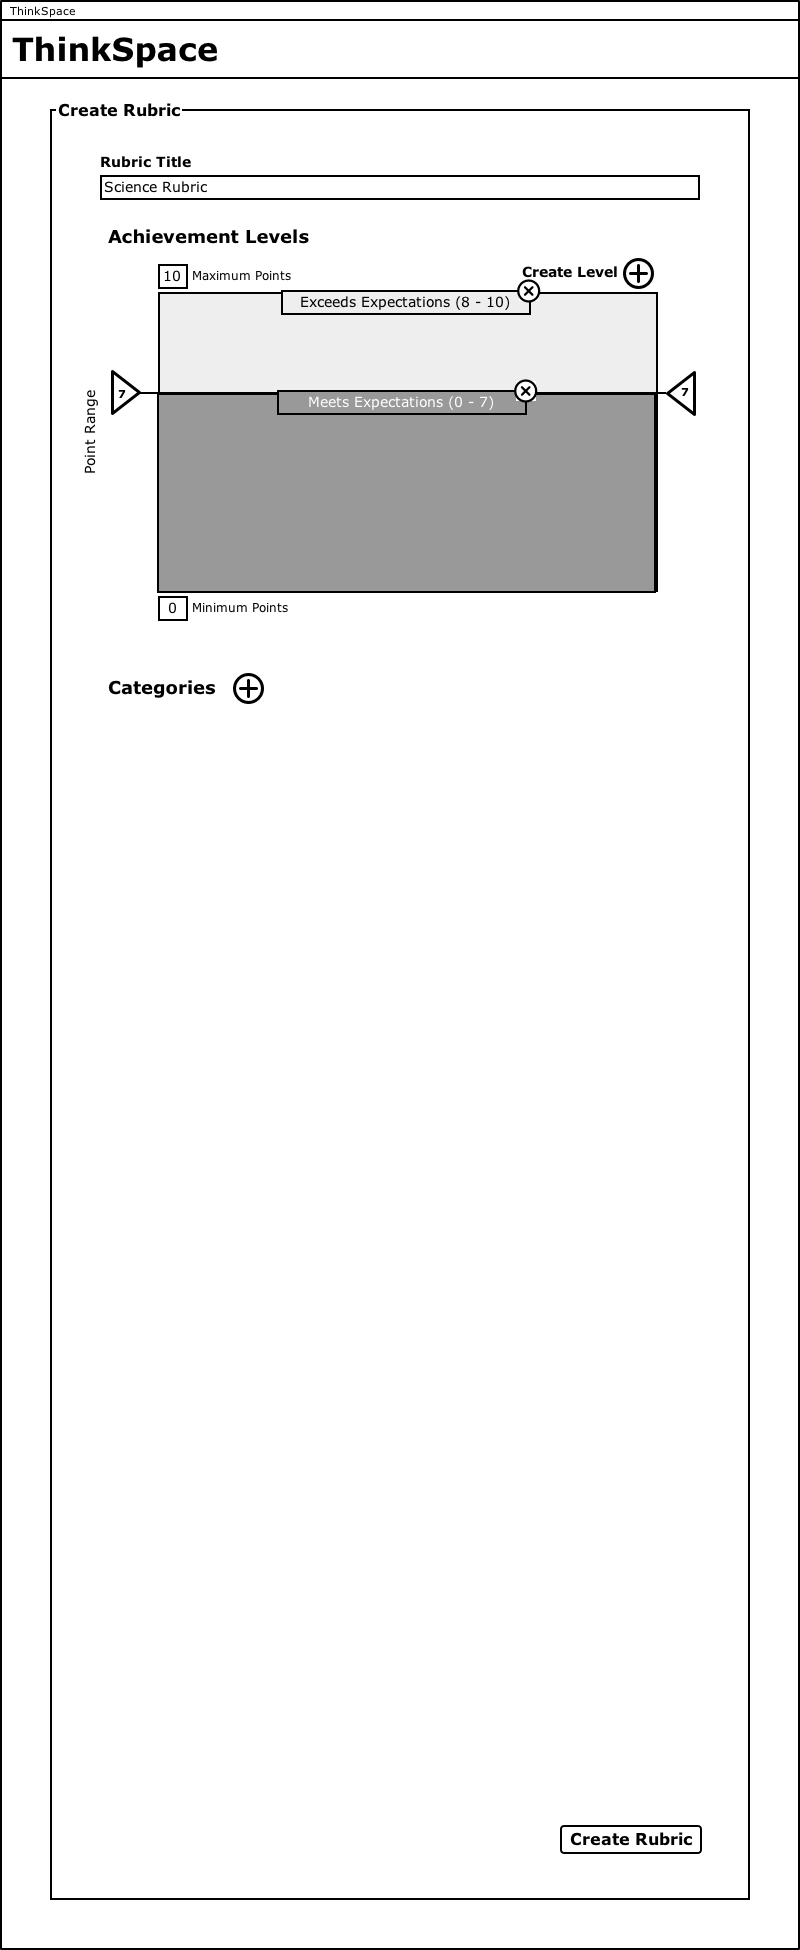 ThinkSpace
ThinkSpace
Create Rubric
Rubric Title
Science Rubric
Achievement Levels
10 Maximum Points
Create Level
Exceeds Expectations (8 - 10)
7
7
Meets Expectations (0 - 7)
Point Range
0 Minimum Points
Categories
Create Rubric